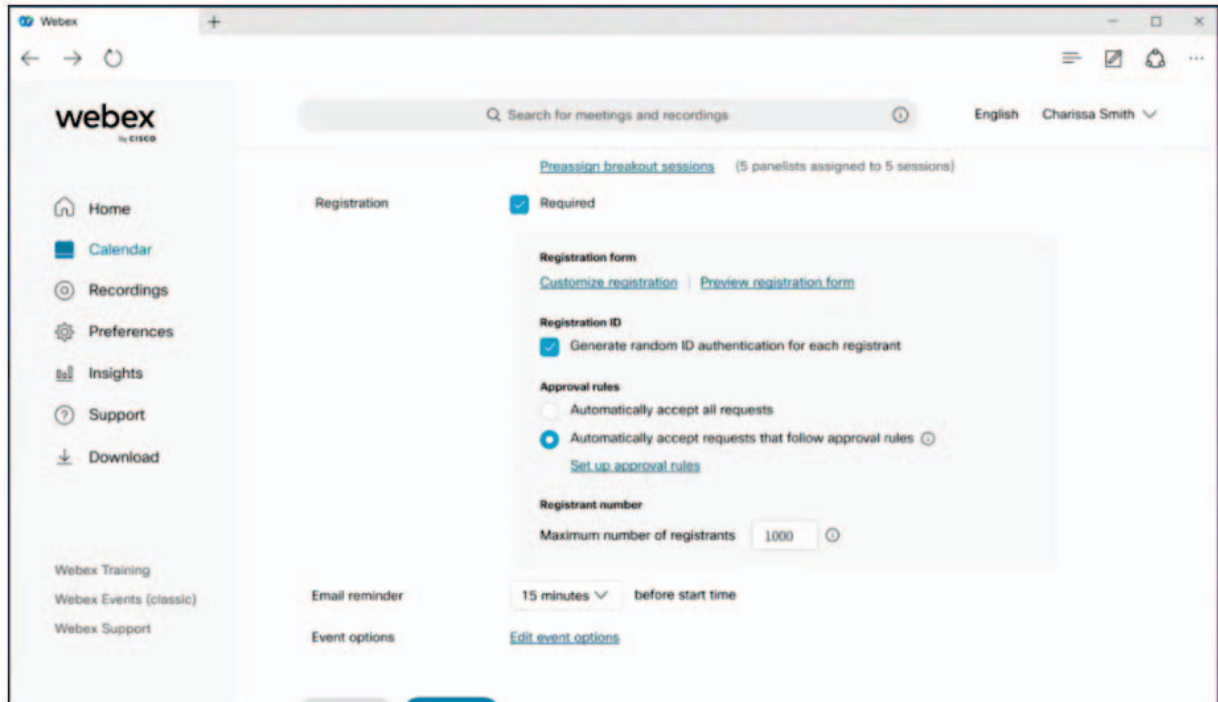 Webex
webex
by CISCO
Search for meetings and recordings
English
Charissa Smith
Home
Calendar
Recordings
Preferences
Insights
Support
Download
Webex Training
Webex Events (classic)
Webex Support
Preassign breakout sessions (5 panelists assigned to 5 sessions)
Registration
Required
Registration form
Customize registration | Preview registration form
Registration ID
Generate random ID authentication for each registrant
Approval rules
Automatically accept all requests
Automatically accept requests that follow approval rules
Set up approval rules
Registrant number
Maximum number of registrants 1000
Email reminder
15 minutes before start time
Event options
Edit event options